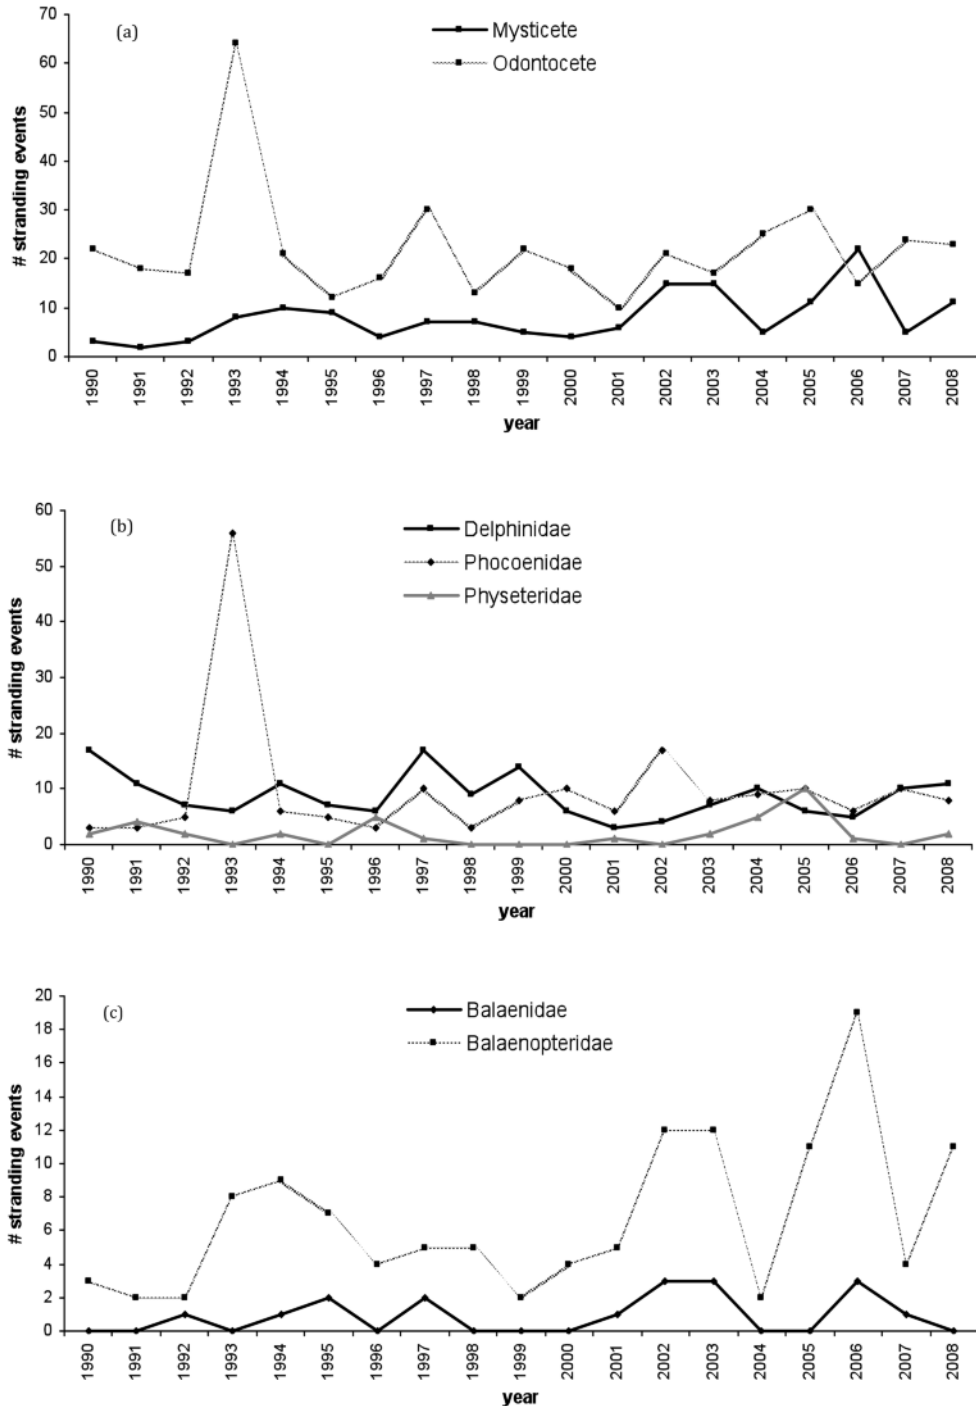 (a)
Mysticete
Odontocete
# stranding events
70
60
50
40
30
20
10
0
1990 1991 1992 1993 1994 1995 1996 1997 1998 1999 2000 2001 2002 2003 2004 2005 2006 2007 2008
year
(b)
Delphinidae
Phocoenidae
Physeteridae
# stranding events
60
50
40
30
20
10
0
1990 1991 1992 1993 1994 1995 1996 1997 1998 1999 2000 2001 2002 2003 2004 2005 2006 2007 2008
year
(c)
Balaenidae
Balaenopteridae
# stranding events
20
18
16
14
12
10
8
6
4
2
0
1990 1991 1992 1993 1994 1995 1996 1997 1998 1999 2000 2001 2002 2003 2004 2005 2006 2007 2008
year